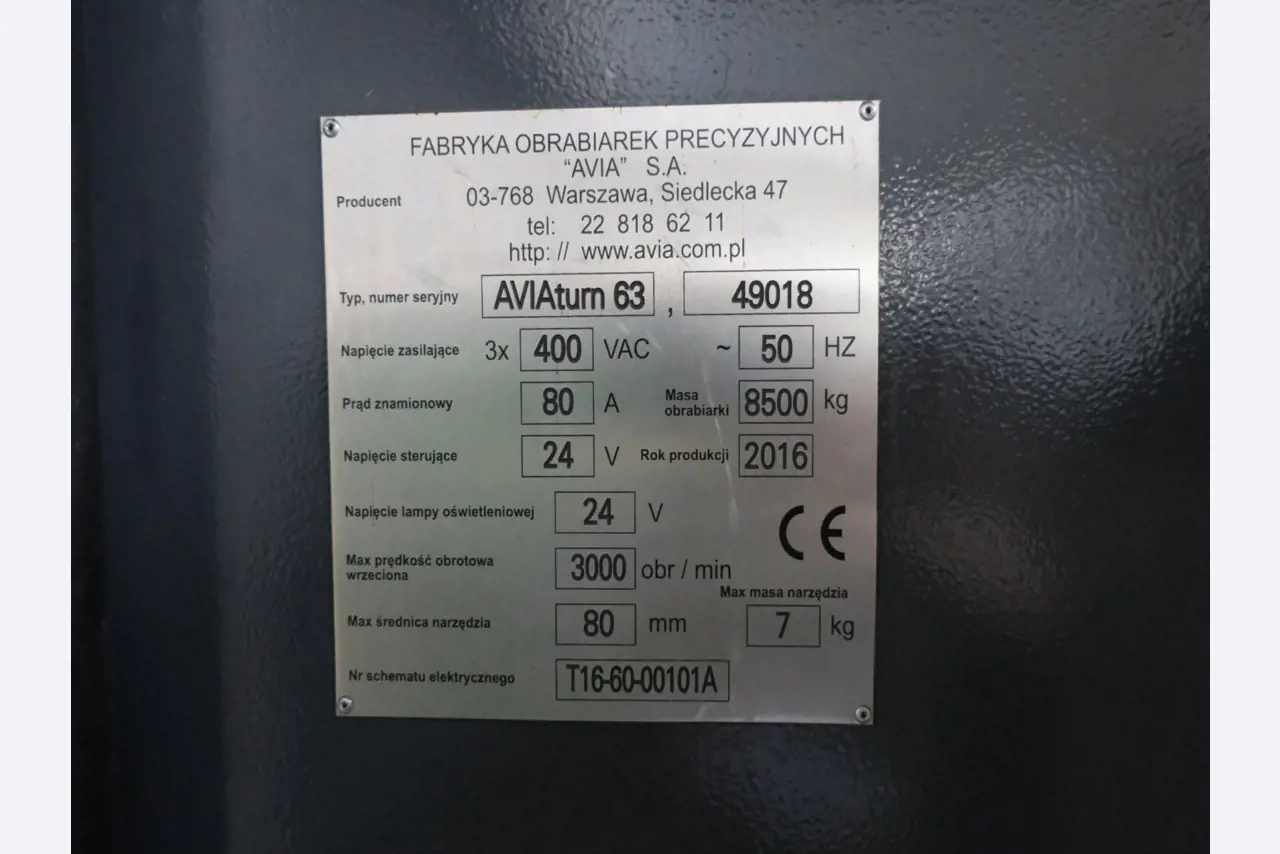 FABRYKA OBRABIAREK PRECYZYJNYCH
"AVIA" S.A.
Producent 03-768 Warszawa, Siedlecka 47
tel: 22 818 62 11
http: // www.avia.com.pl
Typ, numer seryjny AVIAturn 63 , 49018
Napięcie zasilające 3x 400 VAC ~ 50 HZ
Prąd znamionowy 80 A Masa obrabiarki 8500 kg
Napięcie sterujące 24 V Rok produkcji 2016
Napięcie lampy oświetleniowej 24 V
CE
Max prędkość obrotowa
wrzeciona 3000 obr / min
Max masa narzędzia
Max średnica narzędzia 80 mm 7 kg
Nr schematu elektrycznego T16-60-00101A